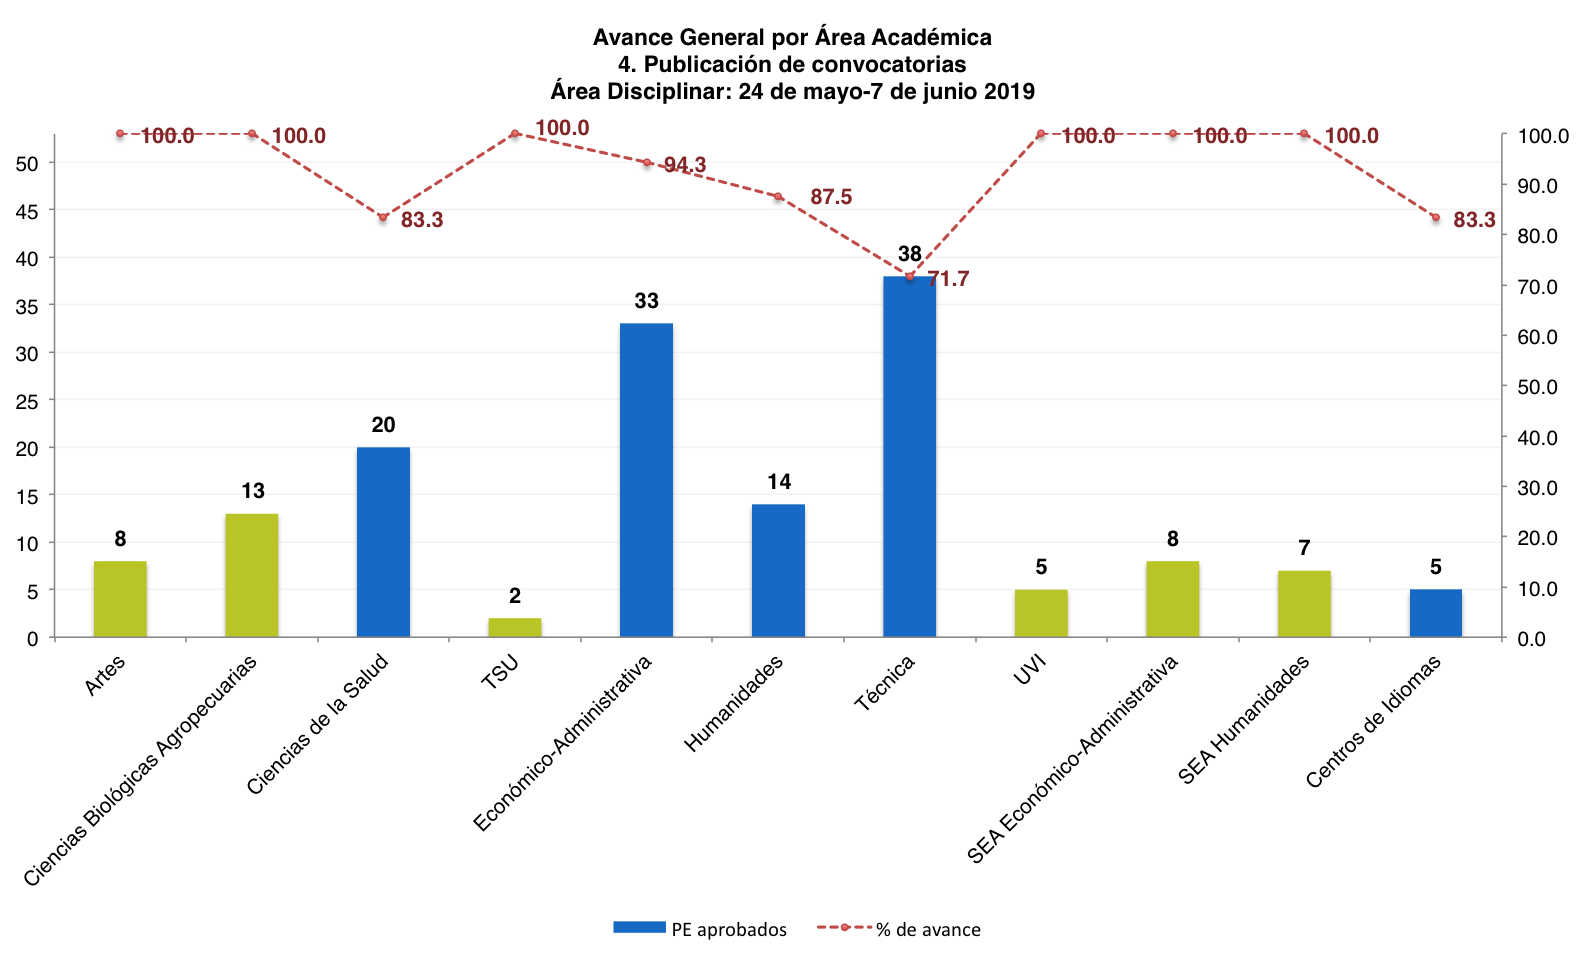 Avance General por Área Académica
4. Publicación de convocatorias
Área Disciplinar: 24 de mayo-7 de junio 2019
50
45
40
35
30
25
20
15
10
5
0
100.0
90.0
80.0
70.0
60.0
50.0
40.0
30.0
20.0
10.0
0.0
100.0
100.0
83.3
100.0
94.3
87.5
71.7
100.0
100.0
100.0
83.3
8
13
20
2
33
14
38
5
8
7
5
Artes
Ciencias Biológicas Agropecuarias
Ciencias de la Salud
TSU
Económico-Administrativa
Humanidades
Técnica
UVI
SEA Económico-Administrativa
SEA Humanidades
Centros de Idiomas
PE aprobados
% de avance